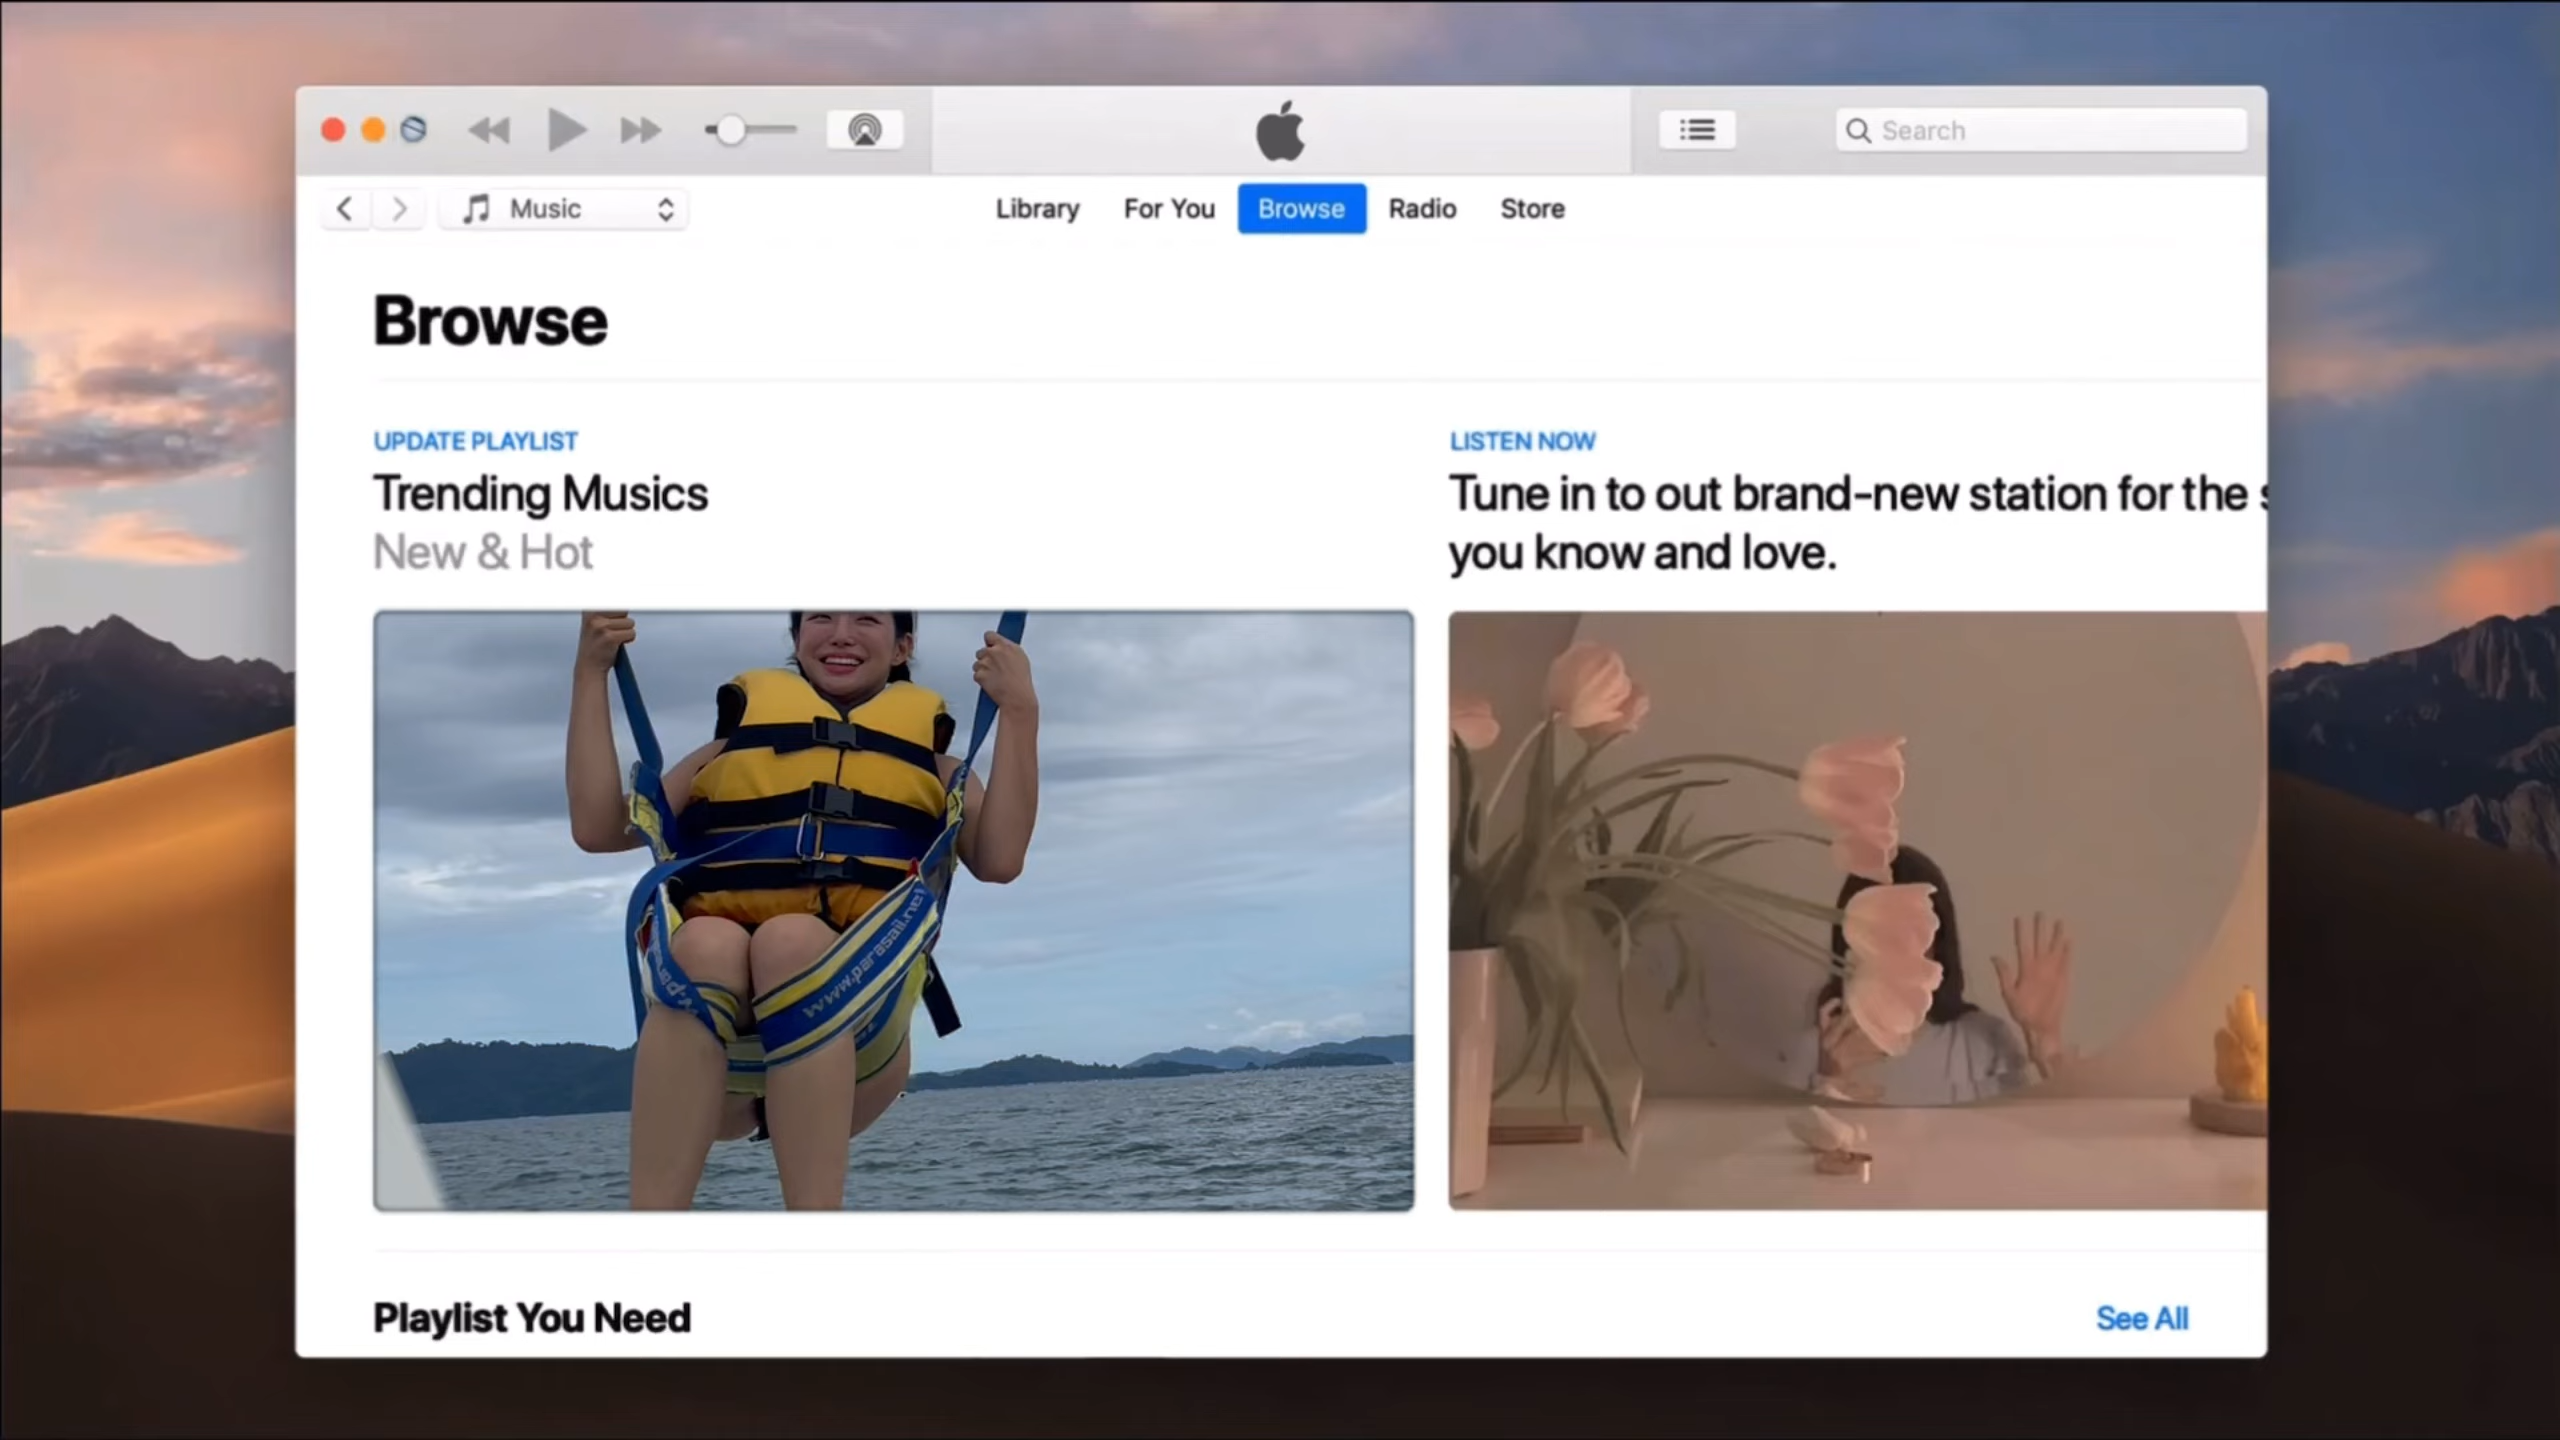 Search
Music
Library
For You
Browse
Radio
Store
Browse
UPDATE PLAYLIST
Trending Musics
New & Hot
LISTEN NOW
Tune in to out brand-new station for the
you know and love.
www.parasail.net
Playlist You Need
See All